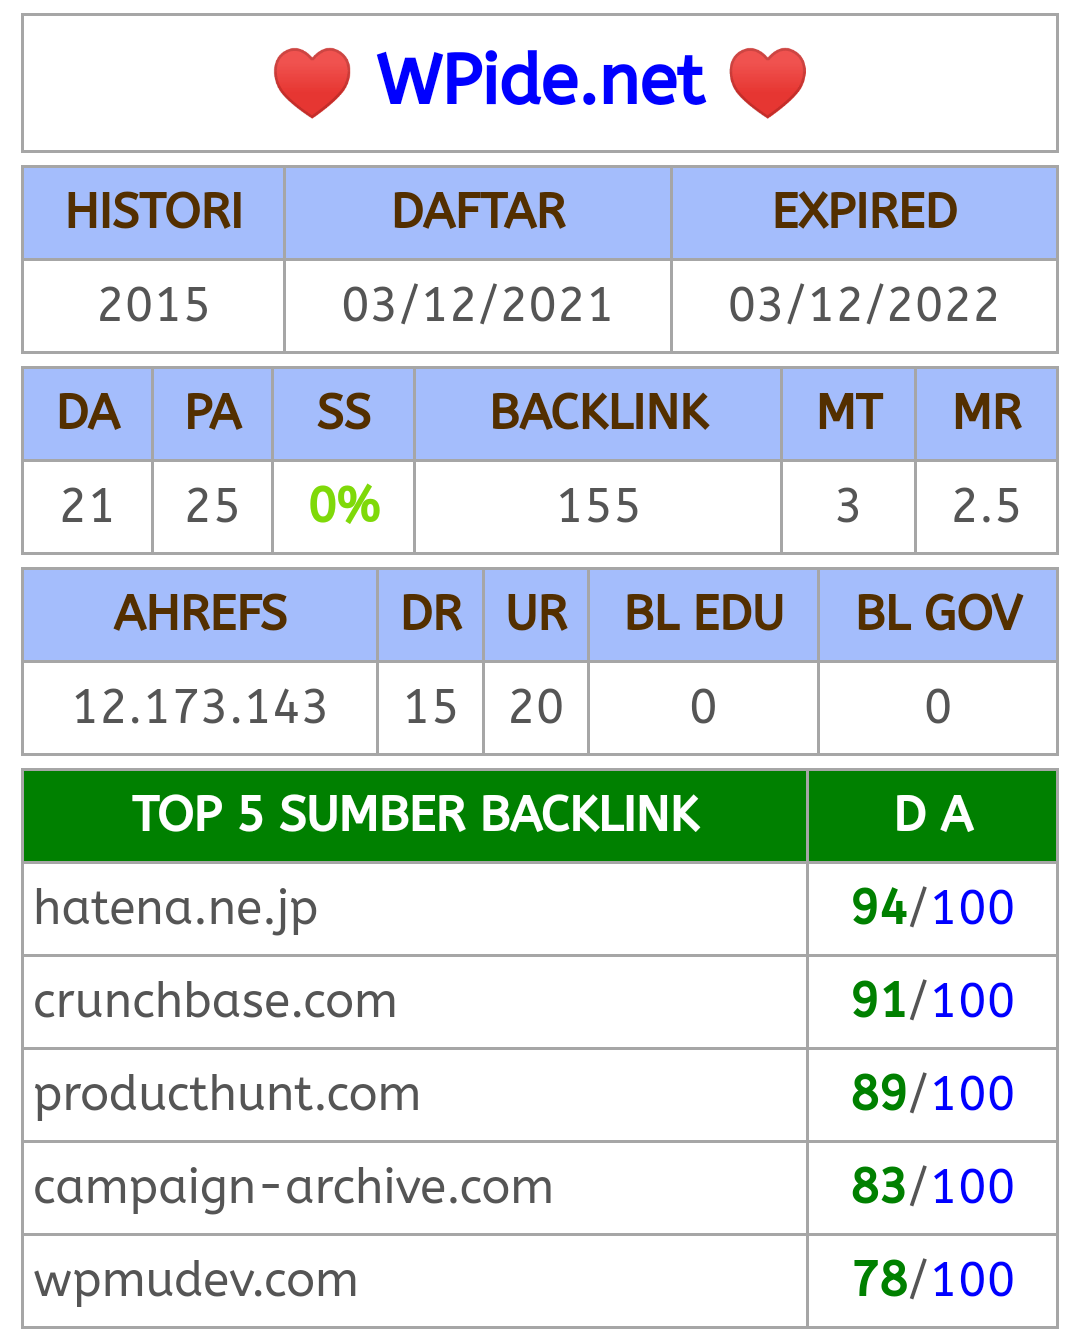 ❤️ WPide.net ❤️
HISTORI DAFTAR EXPIRED
2015 03/12/2021 03/12/2022
DA PA SS BACKLINK MT MR
21 25 0% 155 3 2.5
AHREFS DR UR BL EDU BL GOV
12.173.143 15 20 0 0
TOP 5 SUMBER BACKLINK D A
hatena.ne.jp 94/100
crunchbase.com 91/100
producthunt.com 89/100
campaign-archive.com 83/100
wpmudev.com 78/100